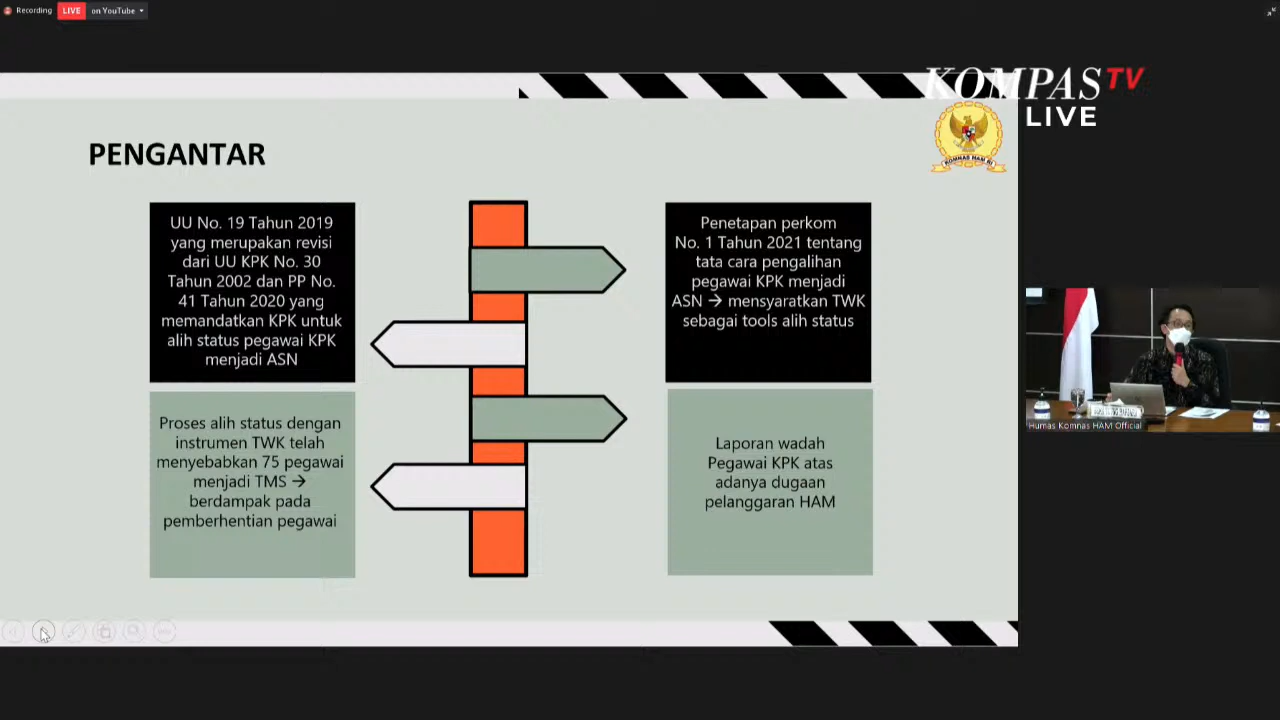 Recording
LIVE
on YouTube
KOMPAS TV
LIVE
KOMNAS HAM RI
PENGANTAR
UU No. 19 Tahun 2019
yang merupakan revisi
dari UU KPK No. 30
Tahun 2002 dan PP No.
41 Tahun 2020 yang
memandatkan KPK untuk
alih status pegawai KPK
menjadi ASN
Penetapan perkom
No. 1 Tahun 2021 tentang
tata cara pengalihan
pegawai KPK menjadi
ASN → mensyaratkan TWK
sebagai tools alih status
Proses alih status dengan
instrumen TWK telah
menyebabkan 75 pegawai
menjadi TMS →
berdampak pada
pemberhentian pegawai
Laporan wadah
Pegawai KPK atas
adanya dugaan
pelanggaran HAM
Humas Komnas HAM Official